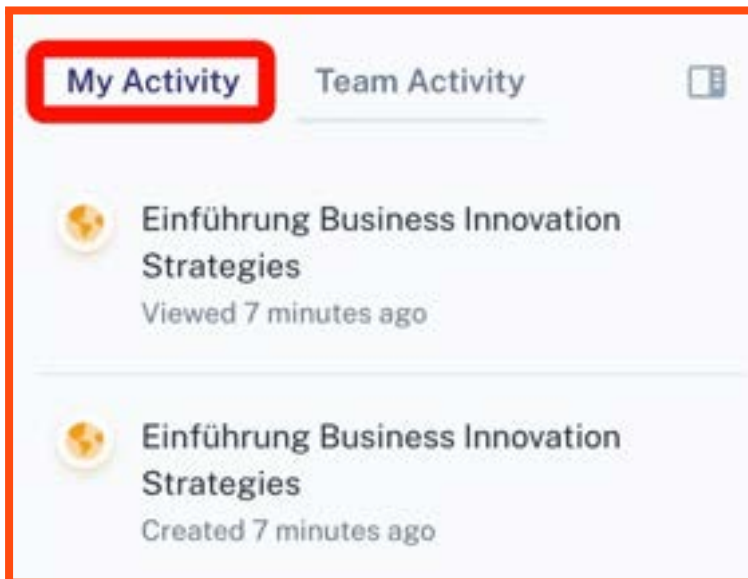 My Activity Team Activity
Einführung Business Innovation
Strategies
Viewed 7 minutes ago
Einführung Business Innovation
Strategies
Created 7 minutes ago